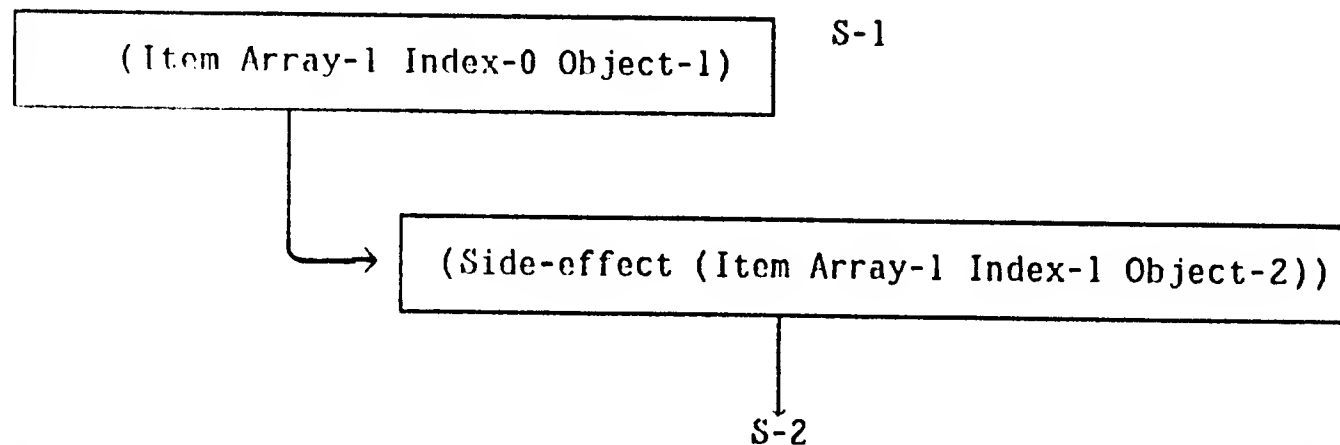 S-1
(Item Array-1 Index-0 Object-1)
(Side-effect (Item Array-1 Index-1 Object-2))
S-2